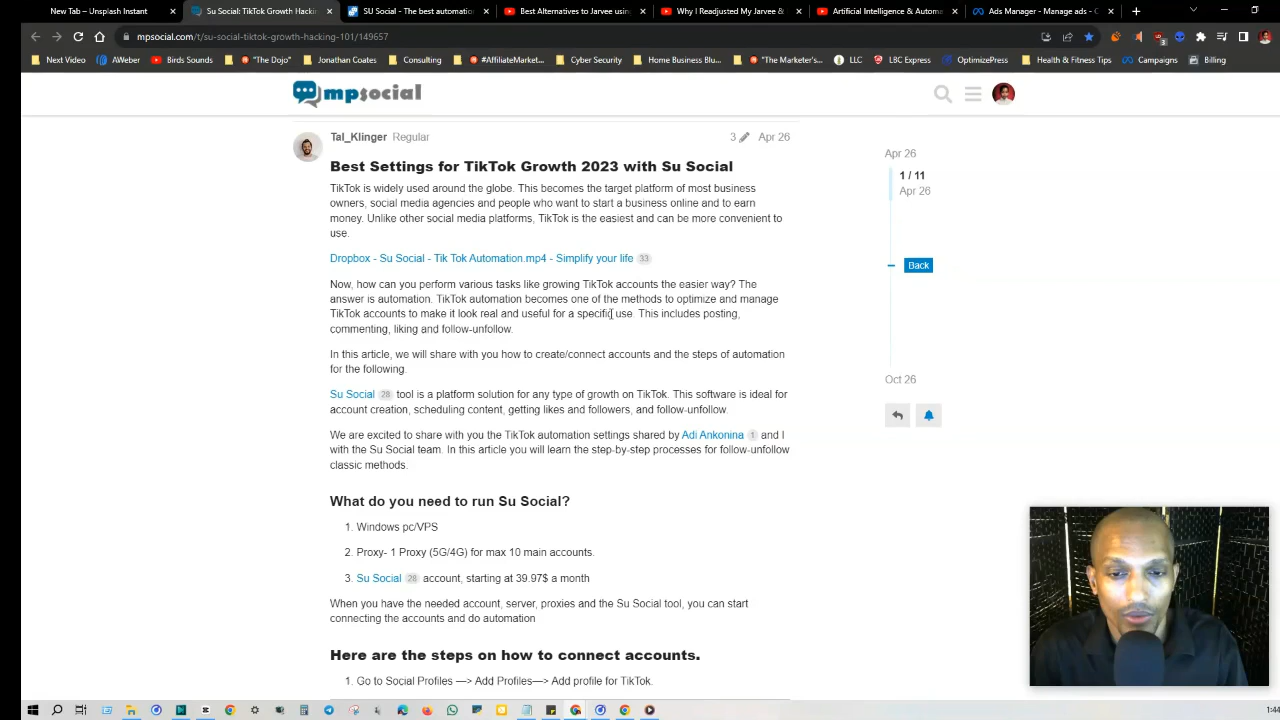 New Tab – Unsplash Instant
Su Social: TikTok Growth Hackin
SU Social - The best automation
Best Alternatives to Jarvee usin
Why I Readjusted My Jarvee &
Artificial Intelligence & Automa
Ads Manager - Manage ads - C
mpsocial.com/t/su-social-tiktok-growth-hacking-101/149657
Next Video
AWeber
Birds Sounds
"The Dojo"
Jonathan Coates
Consulting
#AffiliateMarket...
Cyber Security
Home Business Blu...
"The Marketer's...
LLC
LBC Express
OptimizePress
Health & Fitness Tips
Campaigns
Billing
mpsocial
Tal_Klinger Regular
3
Apr 26
Best Settings for TikTok Growth 2023 with Su Social
TikTok is widely used around the globe. This becomes the target platform of most business
owners, social media agencies and people who want to start a business online and to earn
money. Unlike other social media platforms, TikTok is the easiest and can be more convenient to
use.
Dropbox - Su Social - Tik Tok Automation.mp4 - Simplify your life 33
Now, how can you perform various tasks like growing TikTok accounts the easier way? The
answer is automation. TikTok automation becomes one of the methods to optimize and manage
TikTok accounts to make it look real and useful for a specific use. This includes posting,
commenting, liking and follow-unfollow.
In this article, we will share with you how to create/connect accounts and the steps of automation
for the following.
Su Social 28 tool is a platform solution for any type of growth on TikTok. This software is ideal for
account creation, scheduling content, getting likes and followers, and follow-unfollow.
We are excited to share with you the TikTok automation settings shared by Adi Ankonina 1 and I
with the Su Social team. In this article you will learn the step-by-step processes for follow-unfollow
classic methods.
What do you need to run Su Social?
1. Windows pc/VPS
2. Proxy- 1 Proxy (5G/4G) for max 10 main accounts.
3. Su Social 28 account, starting at 39.97$ a month
When you have the needed account, server, proxies and the Su Social tool, you can start
connecting the accounts and do automation
Here are the steps on how to connect accounts.
1. Go to Social Profiles —> Add Profiles—> Add profile for TikTok.
Apr 26
1 / 11
Apr 26
Back
Oct 26
1:44